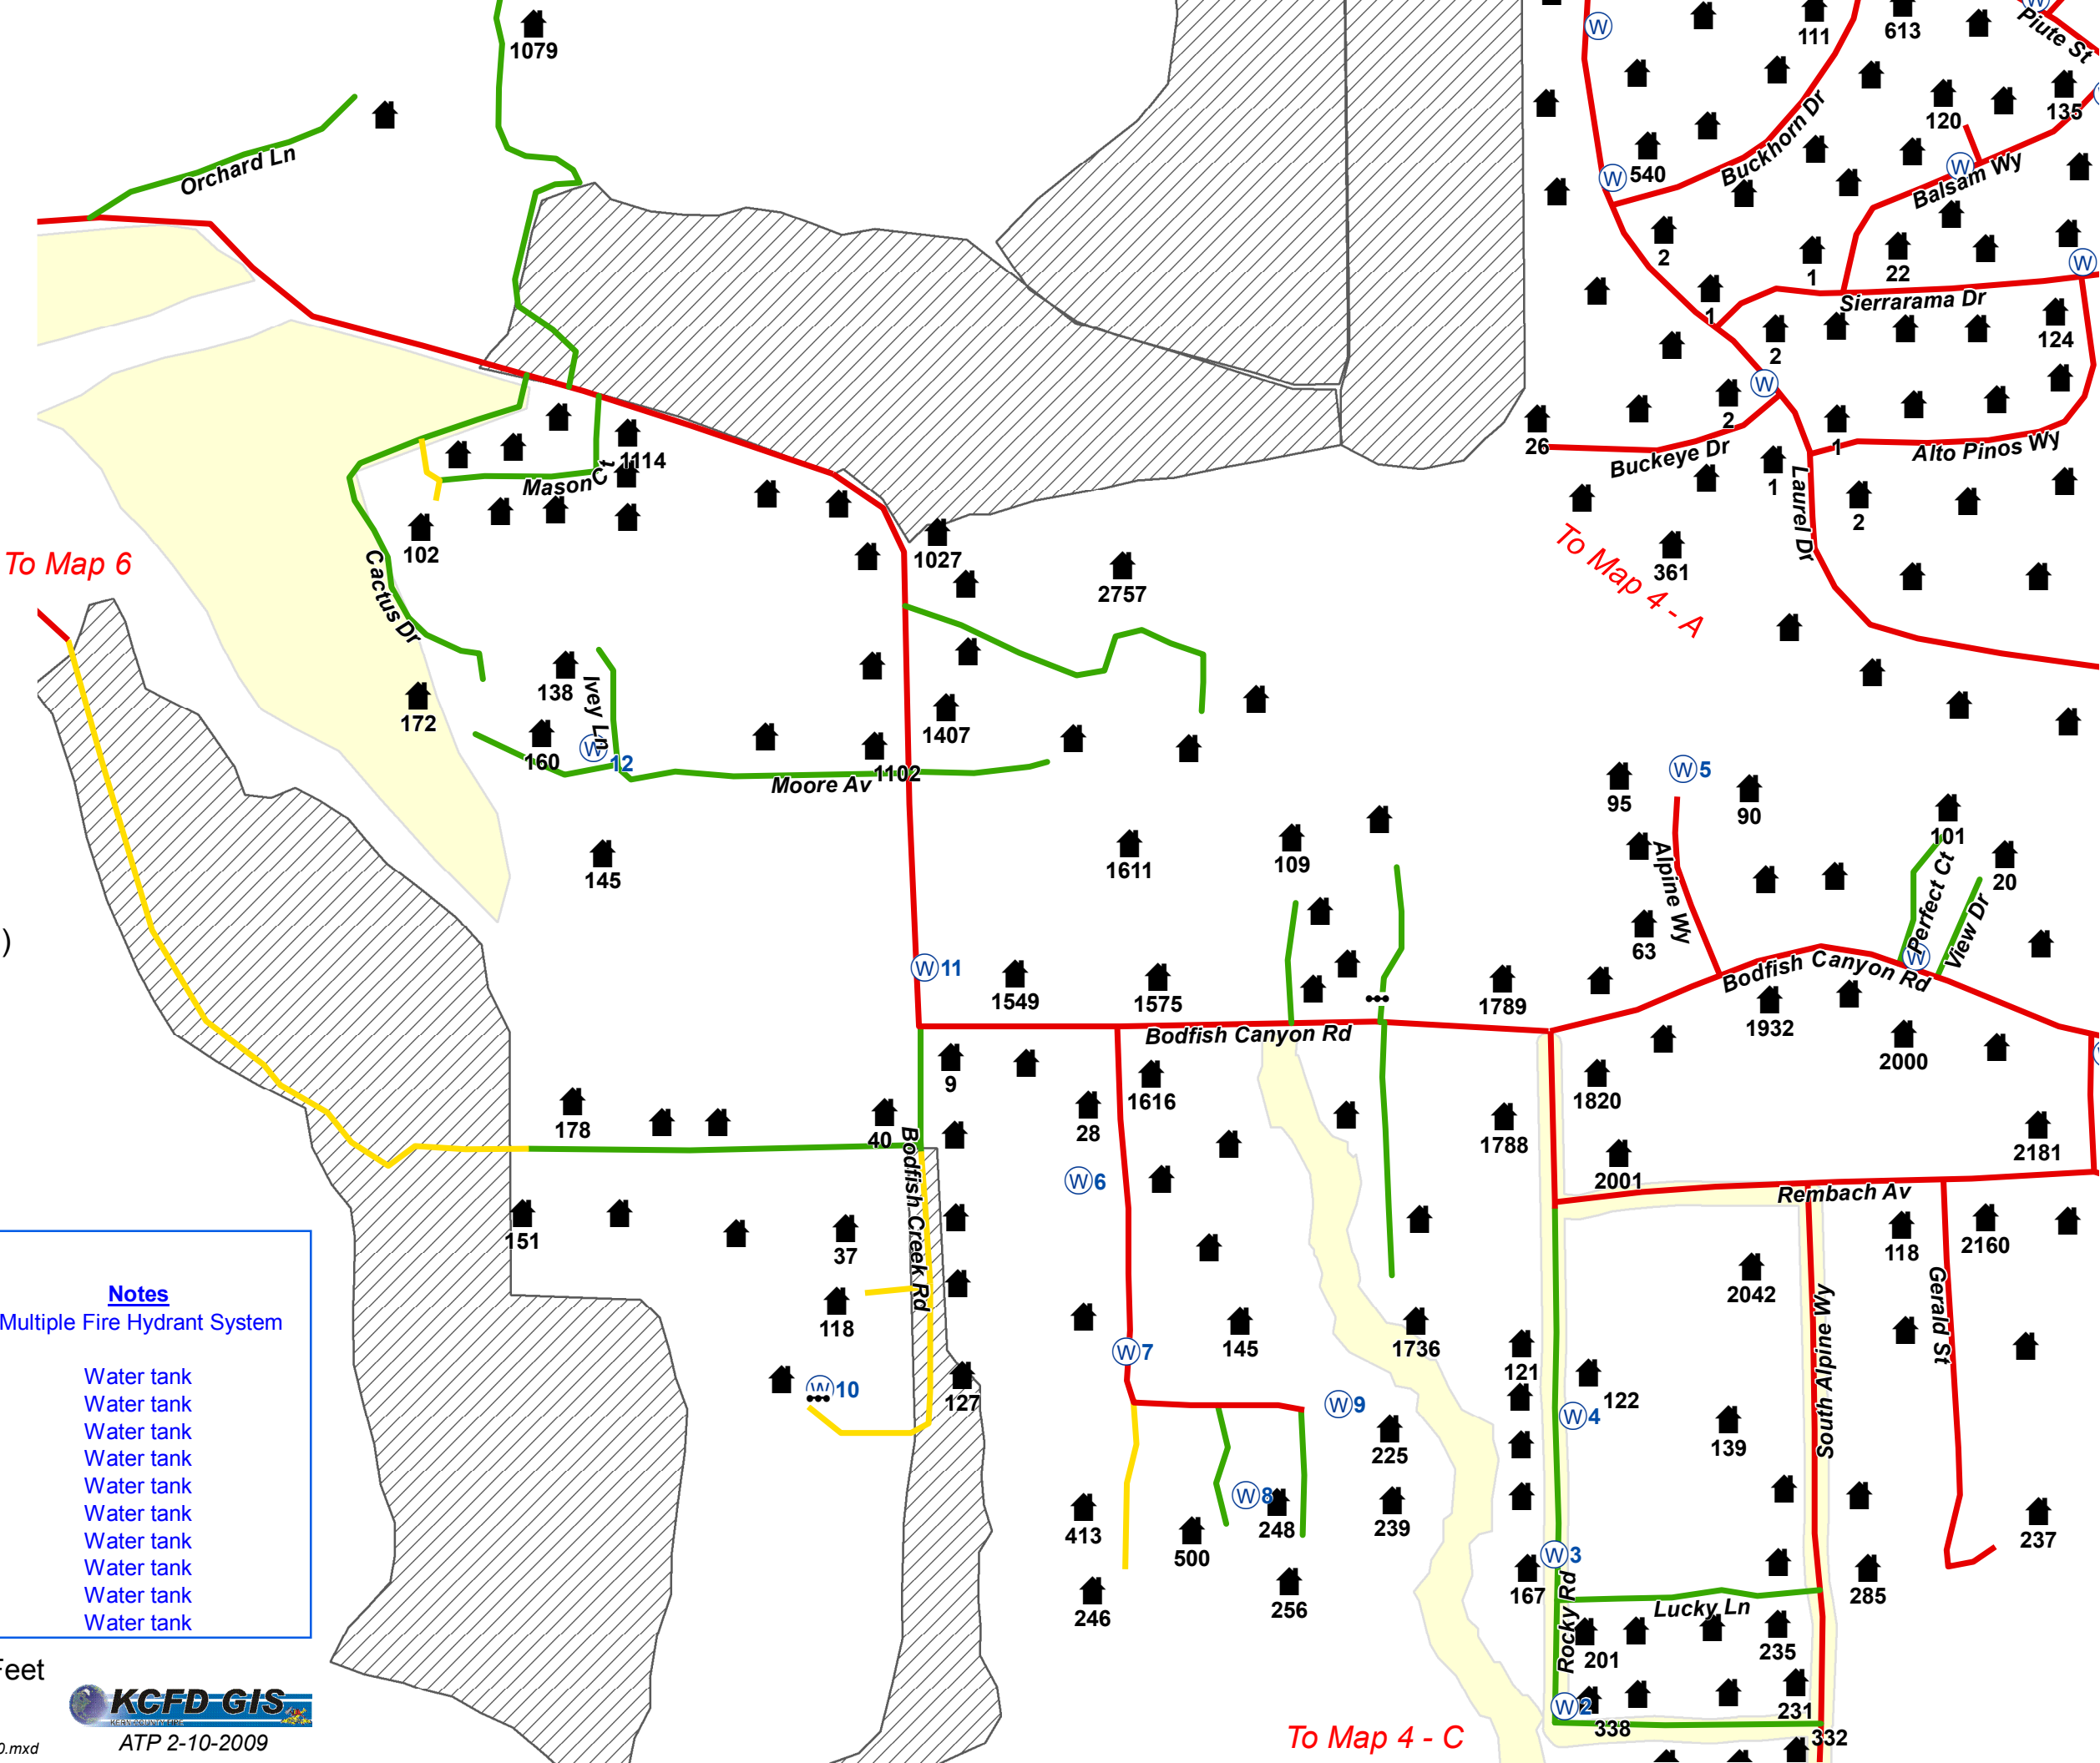 1079
111
613
Piute St
Orchard Ln
540
Buckhorn Dr
120
135
Balsam Wy
2
1
22
1
Sierrarama Dr
2
124
2
26
Buckeye Dr
1
Alto Pinos Wy
1114
Mason Ct
1
2
Laurel Dr
102
1027
2757
361
To Map 6
To Map 4 - A
Cactus Dr
138
Ivey Ln
172
160
W 12
1407
1102
Moore Av
W 5
95
90
101
20
145
1611
109
Alpine Wy
63
Perfect Ct
View Dr
)
W 11
1549
1575
1789
Bodfish Canyon Rd
1932
2000
Bodfish Canyon Rd
9
1616
1820
178
40
28
1788
2181
2001
W 6
Rembach Av
151
37
Bodfish Creek Rd
118
2160
2042
Gerald St
South Alpine Wy
Notes
Multiple Fire Hydrant System
118
145
1736
121
W 7
Water tank
Water tank
Water tank
Water tank
Water tank
Water tank
Water tank
Water tank
Water tank
Water tank
W 10
127
122
W 9
W 4
225
139
W 8
413
500
248
239
237
W 3
167
285
246
256
Rocky Rd
Lucky Ln
201
235
231
W 2
338
332
Feet
KCFD GIS
KERN COUNTY FIRE
ATP 2-10-2009
0.mxd
To Map 4 - C
W
W
W
W
W
W